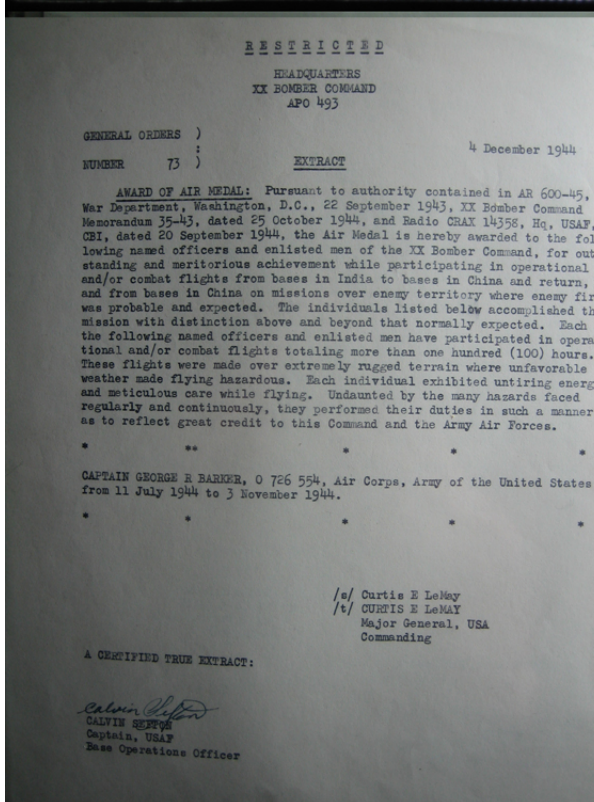 RESTRICTED
HEADQUARTERS
XX BOMBER COMMAND
APO 493
GENERAL ORDERS )
:
NUMBER 73 )
4 December 1944
EXTRACT
AWARD OF AIR MEDAL: Pursuant to authority contained in AR 600-45,
War Department, Washington, D.C., 22 September 1943, XX Bomber Command
Memorandum 35-43, dated 25 October 1944, and Radio CRAX 14358, Hq, USAF,
CBI, dated 20 September 1944, the Air Medal is hereby awarded to the fol
lowing named officers and enlisted men of the XX Bomber Command, for out
standing and meritorious achievement while participating in operational
and/or combat flights from bases in India to bases in China and return,
and from bases in China on missions over enemy territory where enemy fir
was probable and expected. The individuals listed below accomplished th
mission with distinction above and beyond that normally expected. Each
the following named officers and enlisted men have participated in opera
tional and/or combat flights totaling more than one hundred (100) hours.
These flights were made over extremely rugged terrain where unfavorable
weather made flying hazardous. Each individual exhibited untiring energ
and meticulous care while flying. Undaunted by the many hazards faced
regularly and continuously, they performed their duties in such a manner
as to reflect great credit to this Command and the Army Air Forces.
* ** * * *
CAPTAIN GEORGE R BARKER, O 726 554, Air Corps, Army of the United States
from 11 July 1944 to 3 November 1944.
* * * * *
/s/ Curtis E LeMay
/t/ CURTIS E LeMAY
Major General, USA
Commanding
A CERTIFIED TRUE EXTRACT:
Calvin
CALVIN
Captain, USAF
Base Operations Officer